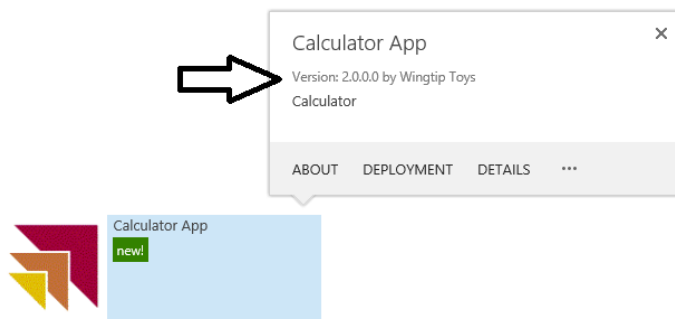 Calculator App
Version: 2.0.0.0 by Wingtip Toys
Calculator
ABOUT DEPLOYMENT DETAILS ...
Calculator App
new!